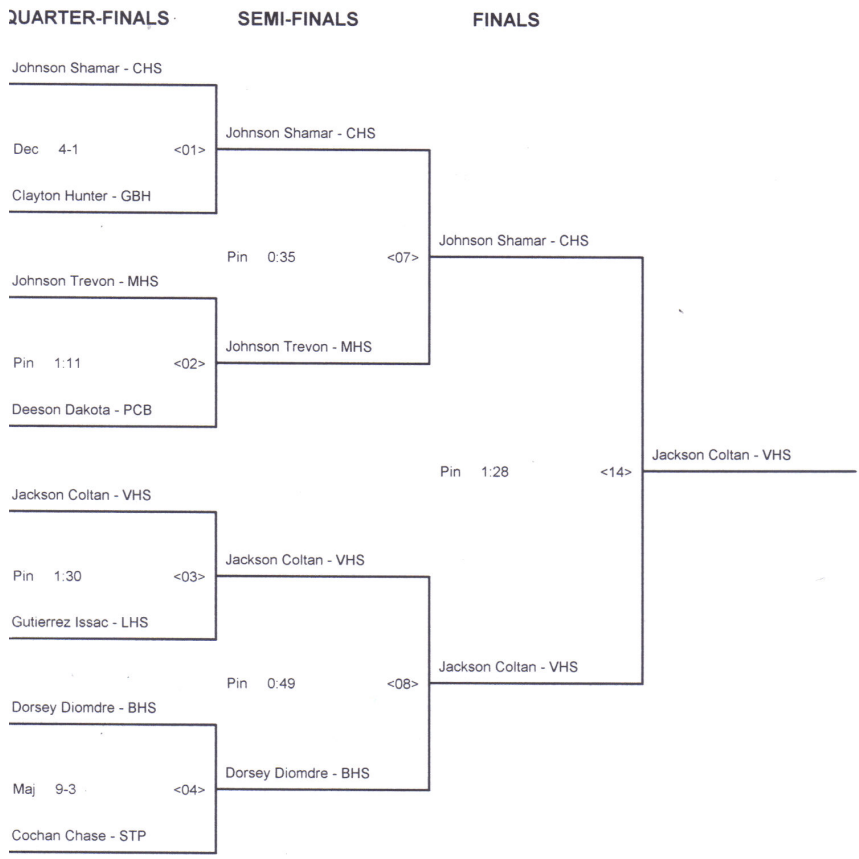 QUARTER-FINALS SEMI-FINALS FINALS
Johnson Shamar - CHS
Johnson Shamar - CHS
Dec 4-1 <01>
Clayton Hunter - GBH
Johnson Shamar - CHS
Pin 0:35 <07>
Johnson Trevon - MHS
Johnson Trevon - MHS
Pin 1:11 <02>
Deeson Dakota - PCB
Jackson Coltan - VHS
Pin 1:28 <14>
Jackson Coltan - VHS
Jackson Coltan - VHS
Pin 1:30 <03>
Gutierrez Issac - LHS
Jackson Coltan - VHS
Pin 0:49 <08>
Dorsey Diomdre - BHS
Dorsey Diomdre - BHS
Maj 9-3 <04>
Cochan Chase - STP